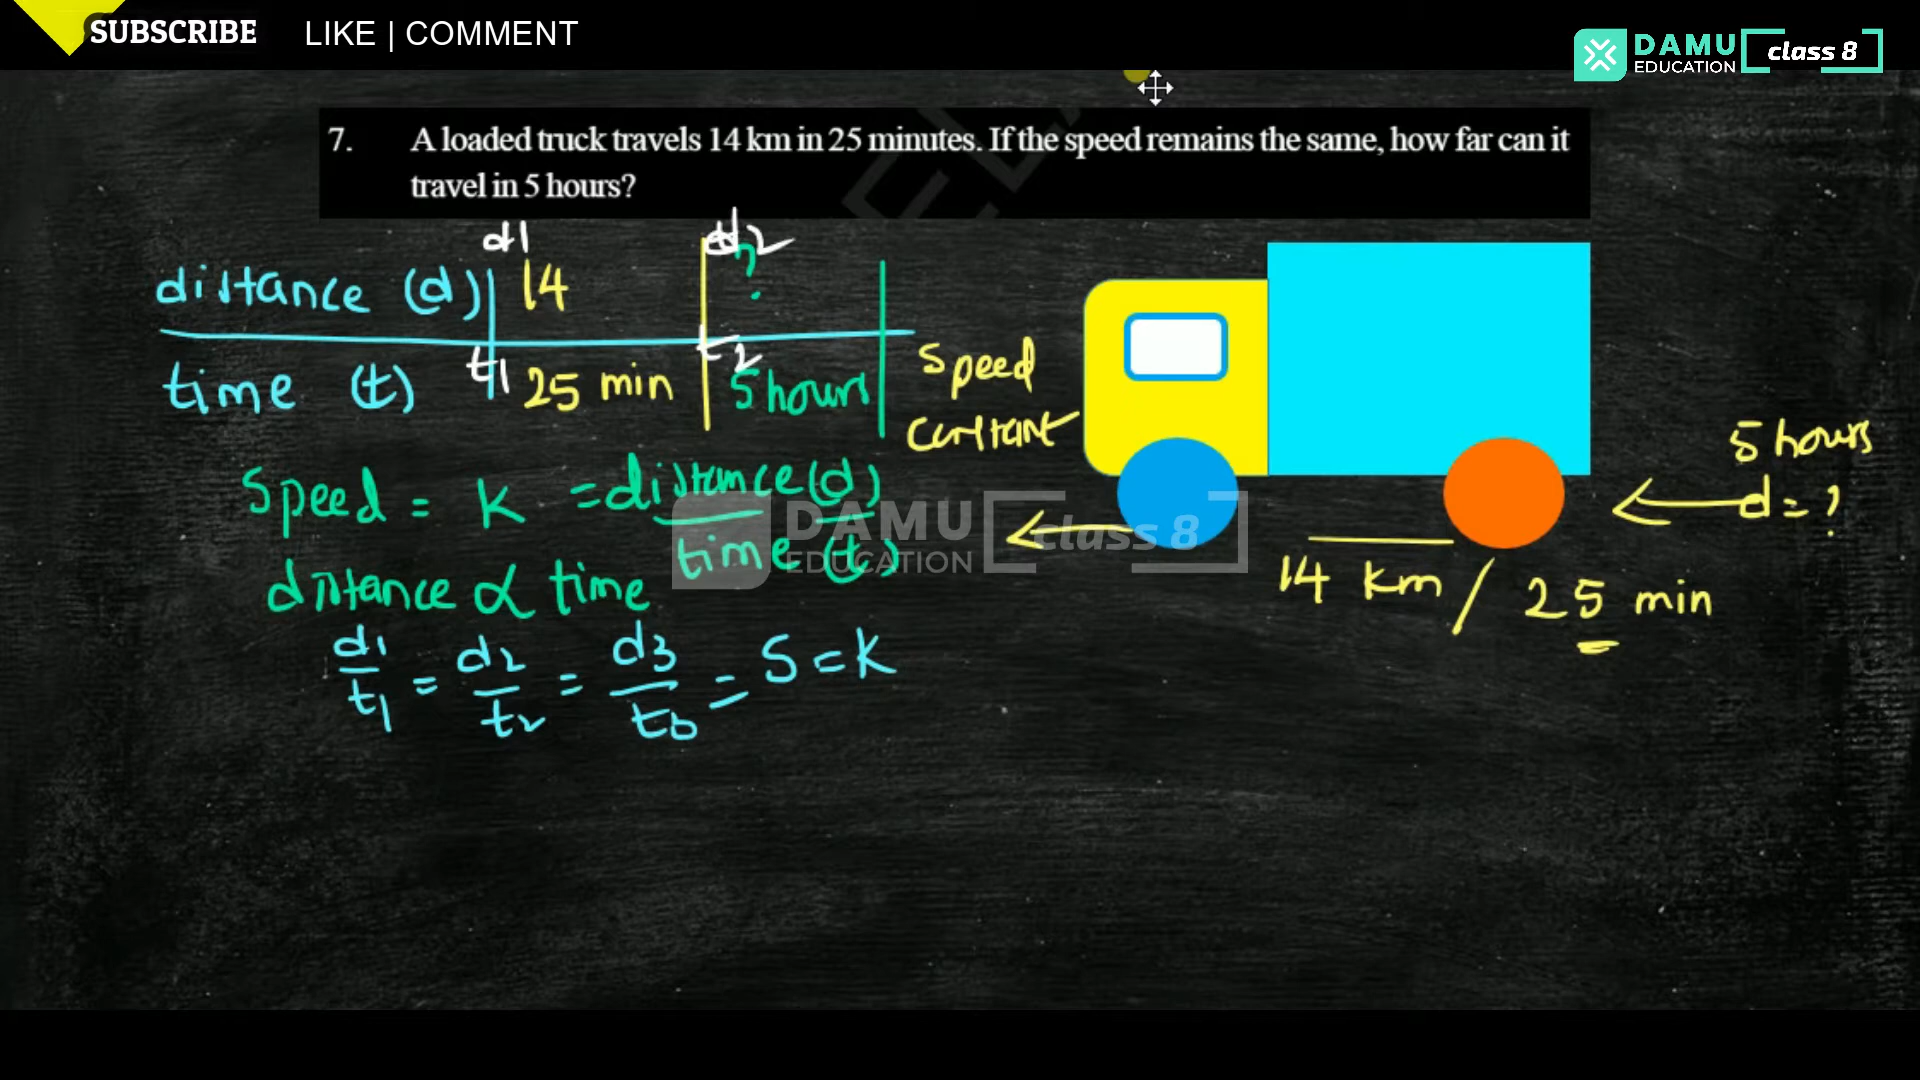 SUBSCRIBE LIKE | COMMENT
DAMU EDUCATION class 8
7. A loaded truck travels 14 km in 25 minutes. If the speed remains the same, how far can it
travel in 5 hours?
d1 d2
distance (d) 14 ?
t1 t2
time (t) 25 min 5 hours
Speed
constant
5 hours
d = ?
Speed = K = distance (d) / time (t)
14 km / 25 min
distance ∝ time
d1/t1 = d2/t2 = d3/t3 = S = K
DAMU EDUCATION class 8